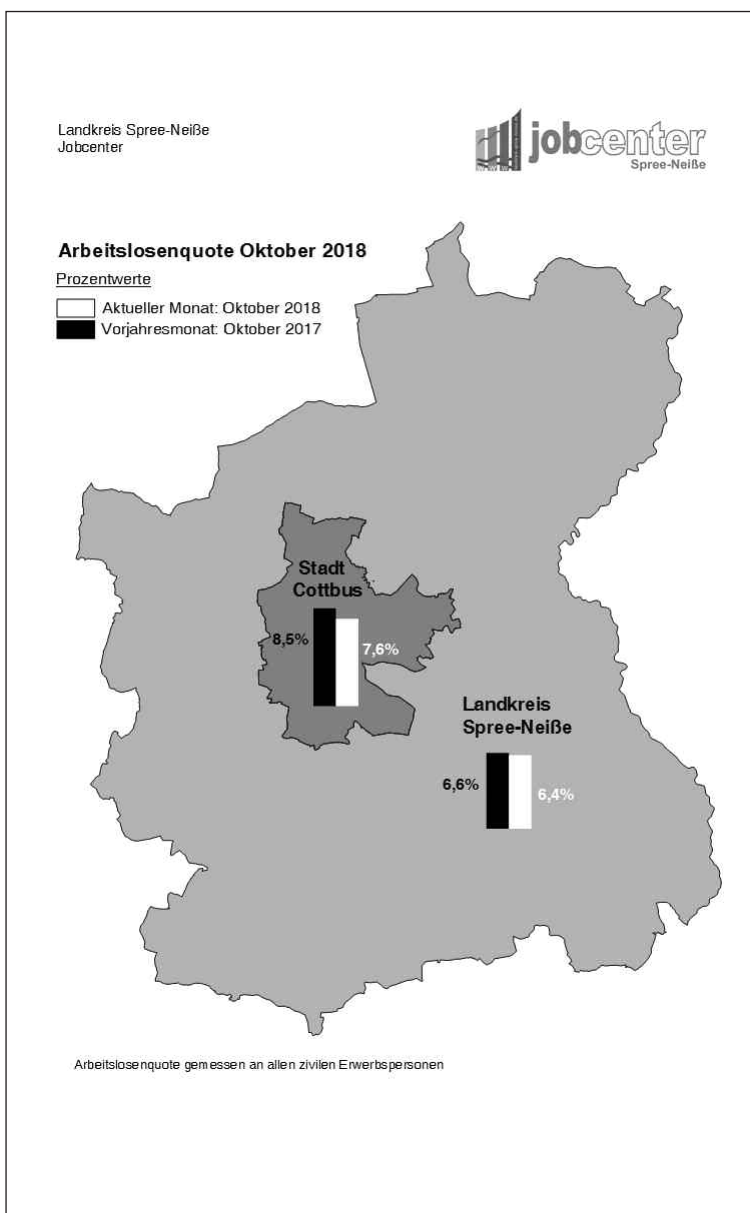 Landkreis Spree-Neiße
Jobcenter
jobcenter
Spree-Neiße
Arbeitslosenquote Oktober 2018
Prozentwerte
Aktueller Monat: Oktober 2018
Vorjahresmonat: Oktober 2017
Stadt
Cottbus
8,5%
7,6%
Landkreis
Spree-Neiße
6,6%
6,4%
Arbeitslosenquote gemessen an allen zivilen Erwerbspersonen